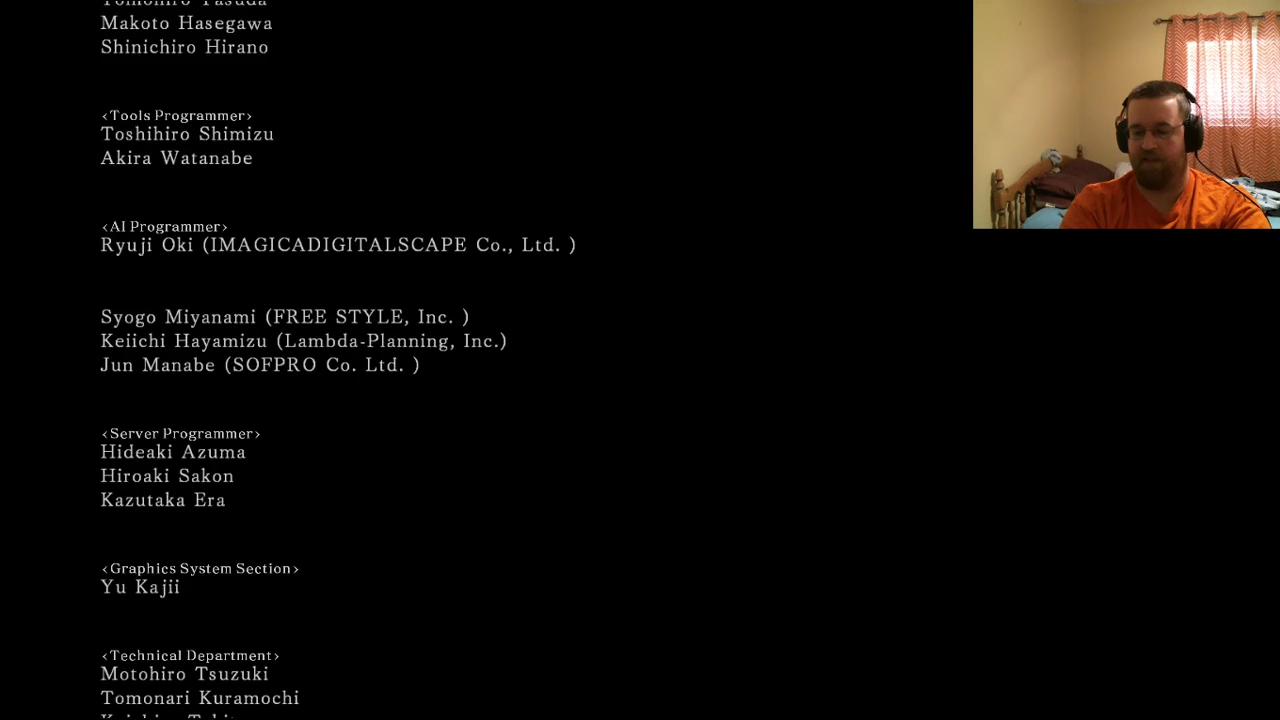 Makoto Hasegawa
Shinichiro Hirano
<Tools Programmer>
Toshihiro Shimizu
Akira Watanabe
<AI Programmer>
Ryuji Oki (IMAGICADIGITALSCAPE Co., Ltd. )
Syogo Miyanami (FREE STYLE, Inc. )
Keiichi Hayamizu (Lambda-Planning, Inc.)
Jun Manabe (SOFPRO Co. Ltd. )
<Server Programmer>
Hideaki Azuma
Hiroaki Sakon
Kazutaka Era
<Graphics System Section>
Yu Kajii
<Technical Department>
Motohiro Tsuzuki
Tomonari Kuramochi